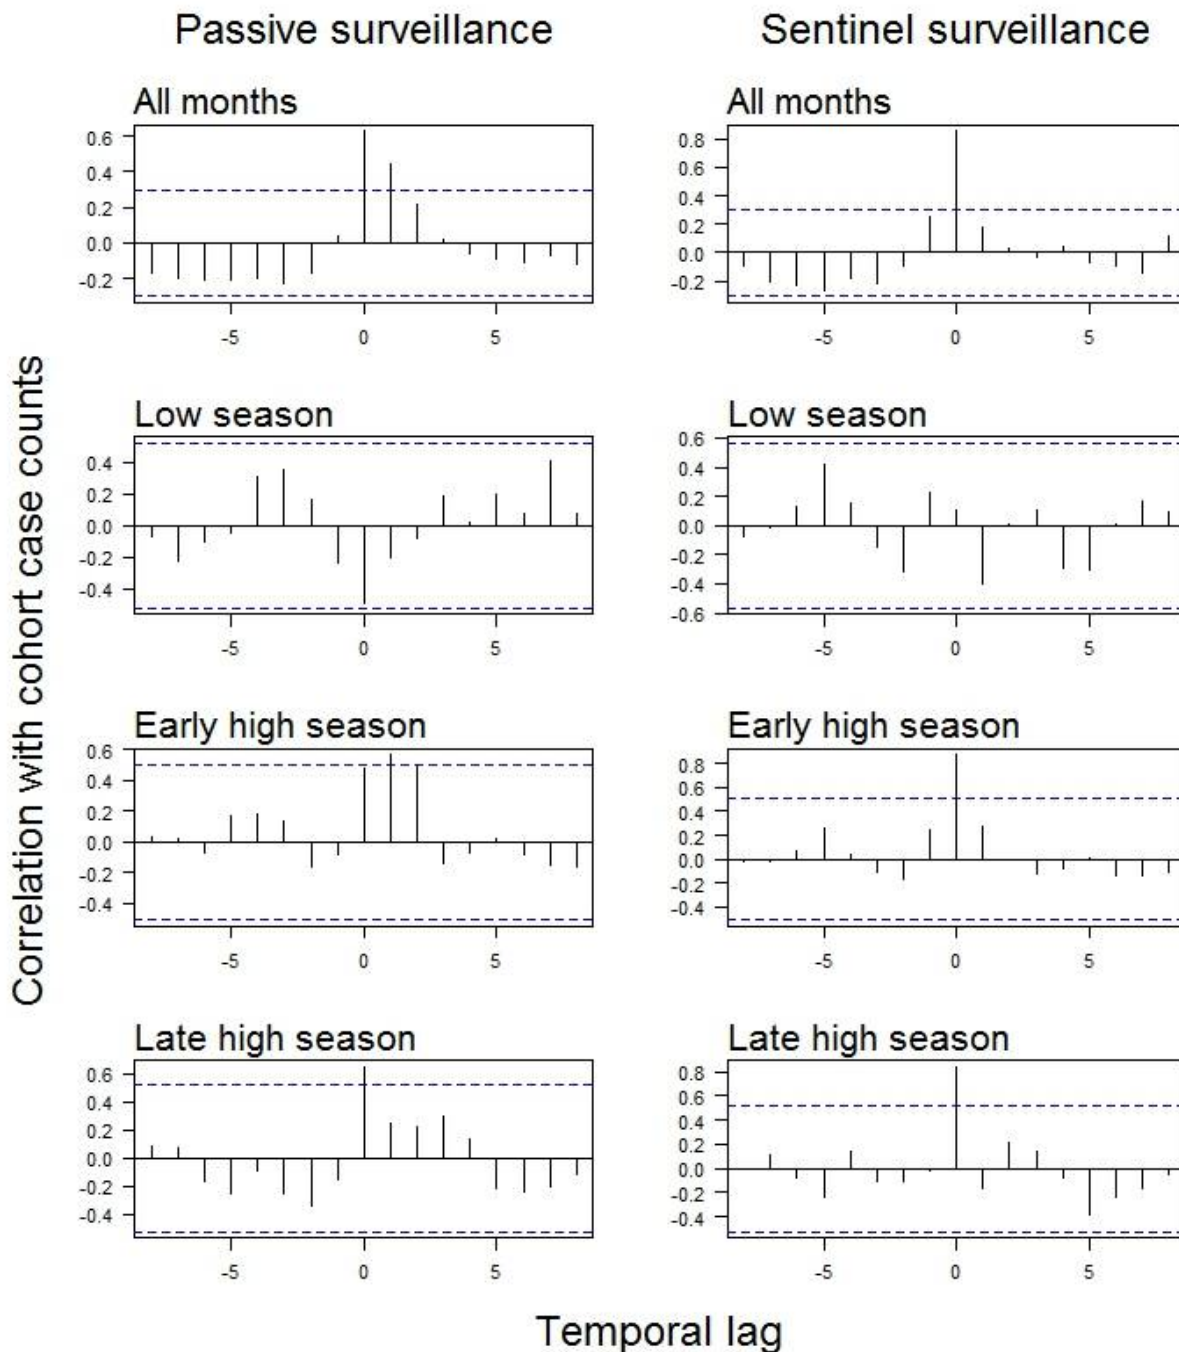 Passive surveillance
Sentinel surveillance
All months
0.6
0.4
0.2
0.0
-0.2
-5 0 5
All months
0.8
0.6
0.4
0.2
0.0
-0.2
-5 0 5
Low season
0.4
0.2
0.0
-0.2
-0.4
-5 0 5
Low season
0.6
0.4
0.2
0.0
-0.2
-0.4
-0.6
-5 0 5
Early high season
0.6
0.4
0.2
0.0
-0.2
-0.4
-5 0 5
Early high season
0.8
0.6
0.4
0.2
0.0
-0.2
-0.4
-5 0 5
Late high season
0.6
0.4
0.2
0.0
-0.2
-0.4
-5 0 5
Late high season
0.8
0.6
0.4
0.2
0.0
-0.2
-0.4
-5 0 5
Correlation with cohort case counts
Temporal lag